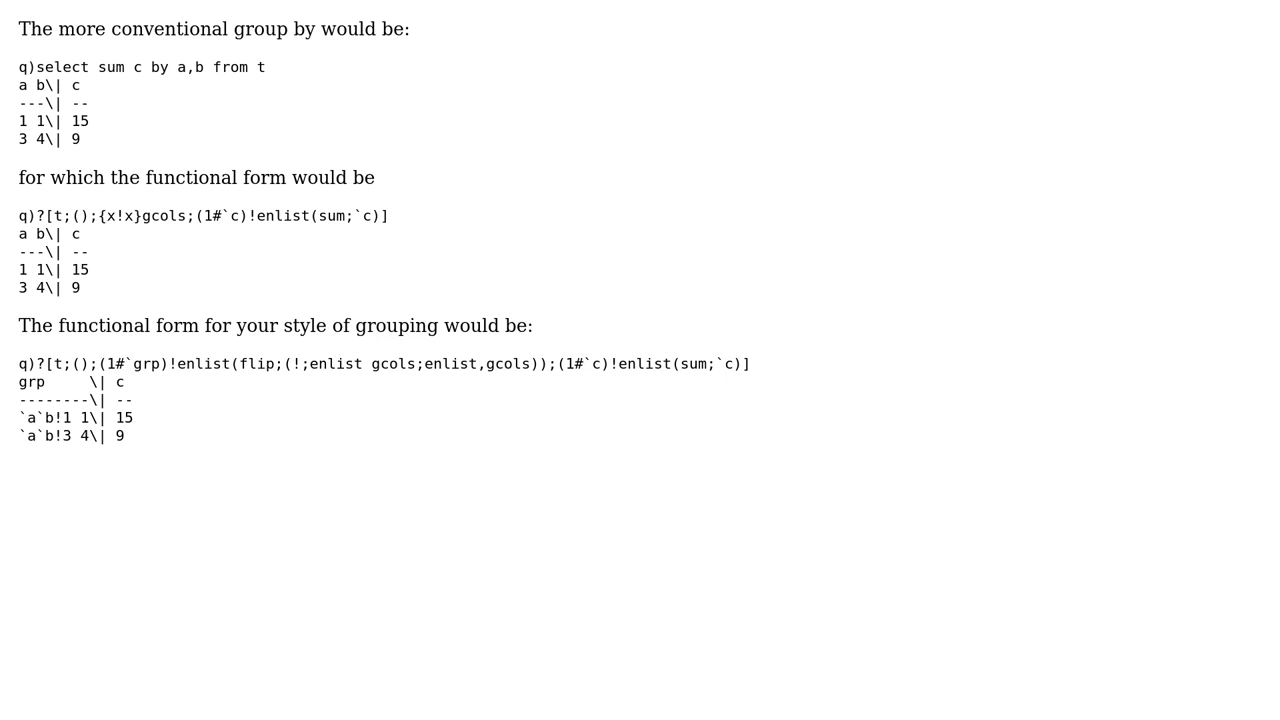 The more conventional group by would be:
q)select sum c by a,b from t
a b\| c
---\| --
1 1\| 15
3 4\| 9
for which the functional form would be
q)?[t;();{x!x}gcols;(1#`c)!enlist(sum;`c)]
a b\| c
---\| --
1 1\| 15
3 4\| 9
The functional form for your style of grouping would be:
q)?[t;();(1#`grp)!enlist(flip;(!;enlist gcols;enlist,gcols));(1#`c)!enlist(sum;`c)]
grp     \| c
--------\| --
`a`b!1 1\| 15
`a`b!3 4\| 9